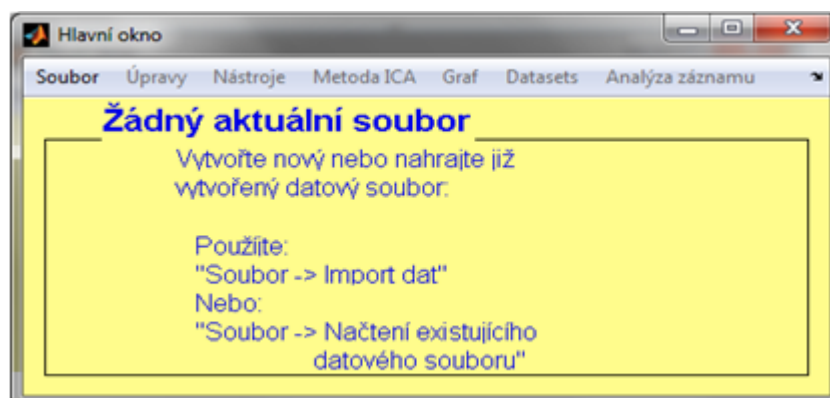 Hlavní okno
Soubor Úpravy Nástroje Metoda ICA Graf Datasets Analýza záznamu
Žádný aktuální soubor
Vytvořte nový nebo nahrajte již
vytvořený datový soubor:
Použijte:
"Soubor -> Import dat"
Nebo:
"Soubor -> Načtení existujícího
datového souboru"